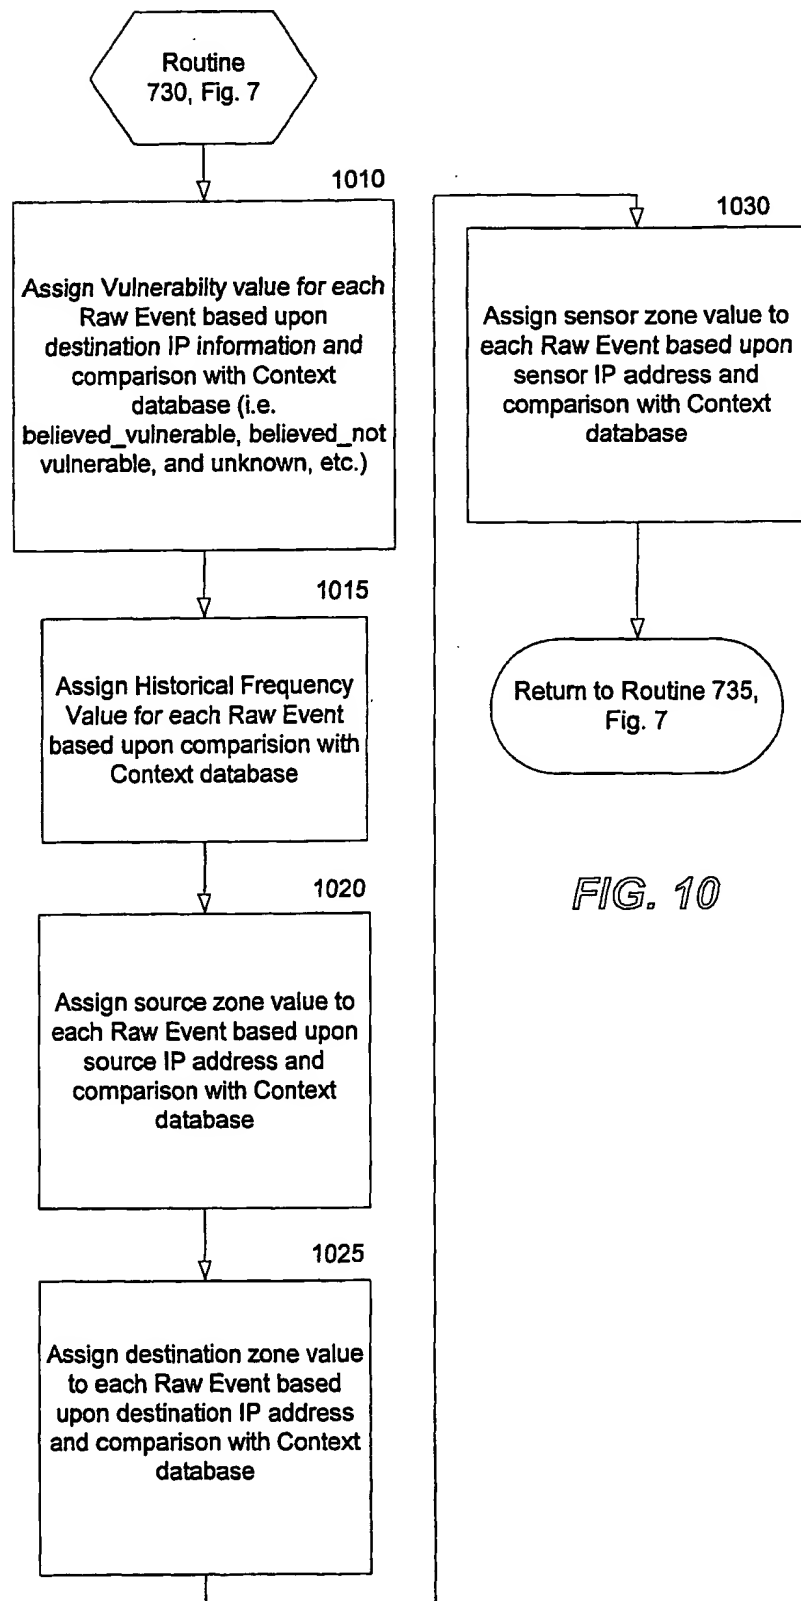 Routine
730, Fig. 7
1010
Assign Vulnerabilty value for each
Raw Event based upon
destination IP information and
comparison with Context
database (i.e.
believed_vulnerable, believed_not
vulnerable, and unknown, etc.)
1015
Assign Historical Frequency
Value for each Raw Event
based upon comparision with
Context database
1020
Assign source zone value to
each Raw Event based upon
source IP address and
comparison with Context
database
1025
Assign destination zone value
to each Raw Event based
upon destination IP address
and comparison with Context
database
1030
Assign sensor zone value to
each Raw Event based upon
sensor IP address and
comparison with Context
database
Return to Routine 735,
Fig. 7
FIG. 10